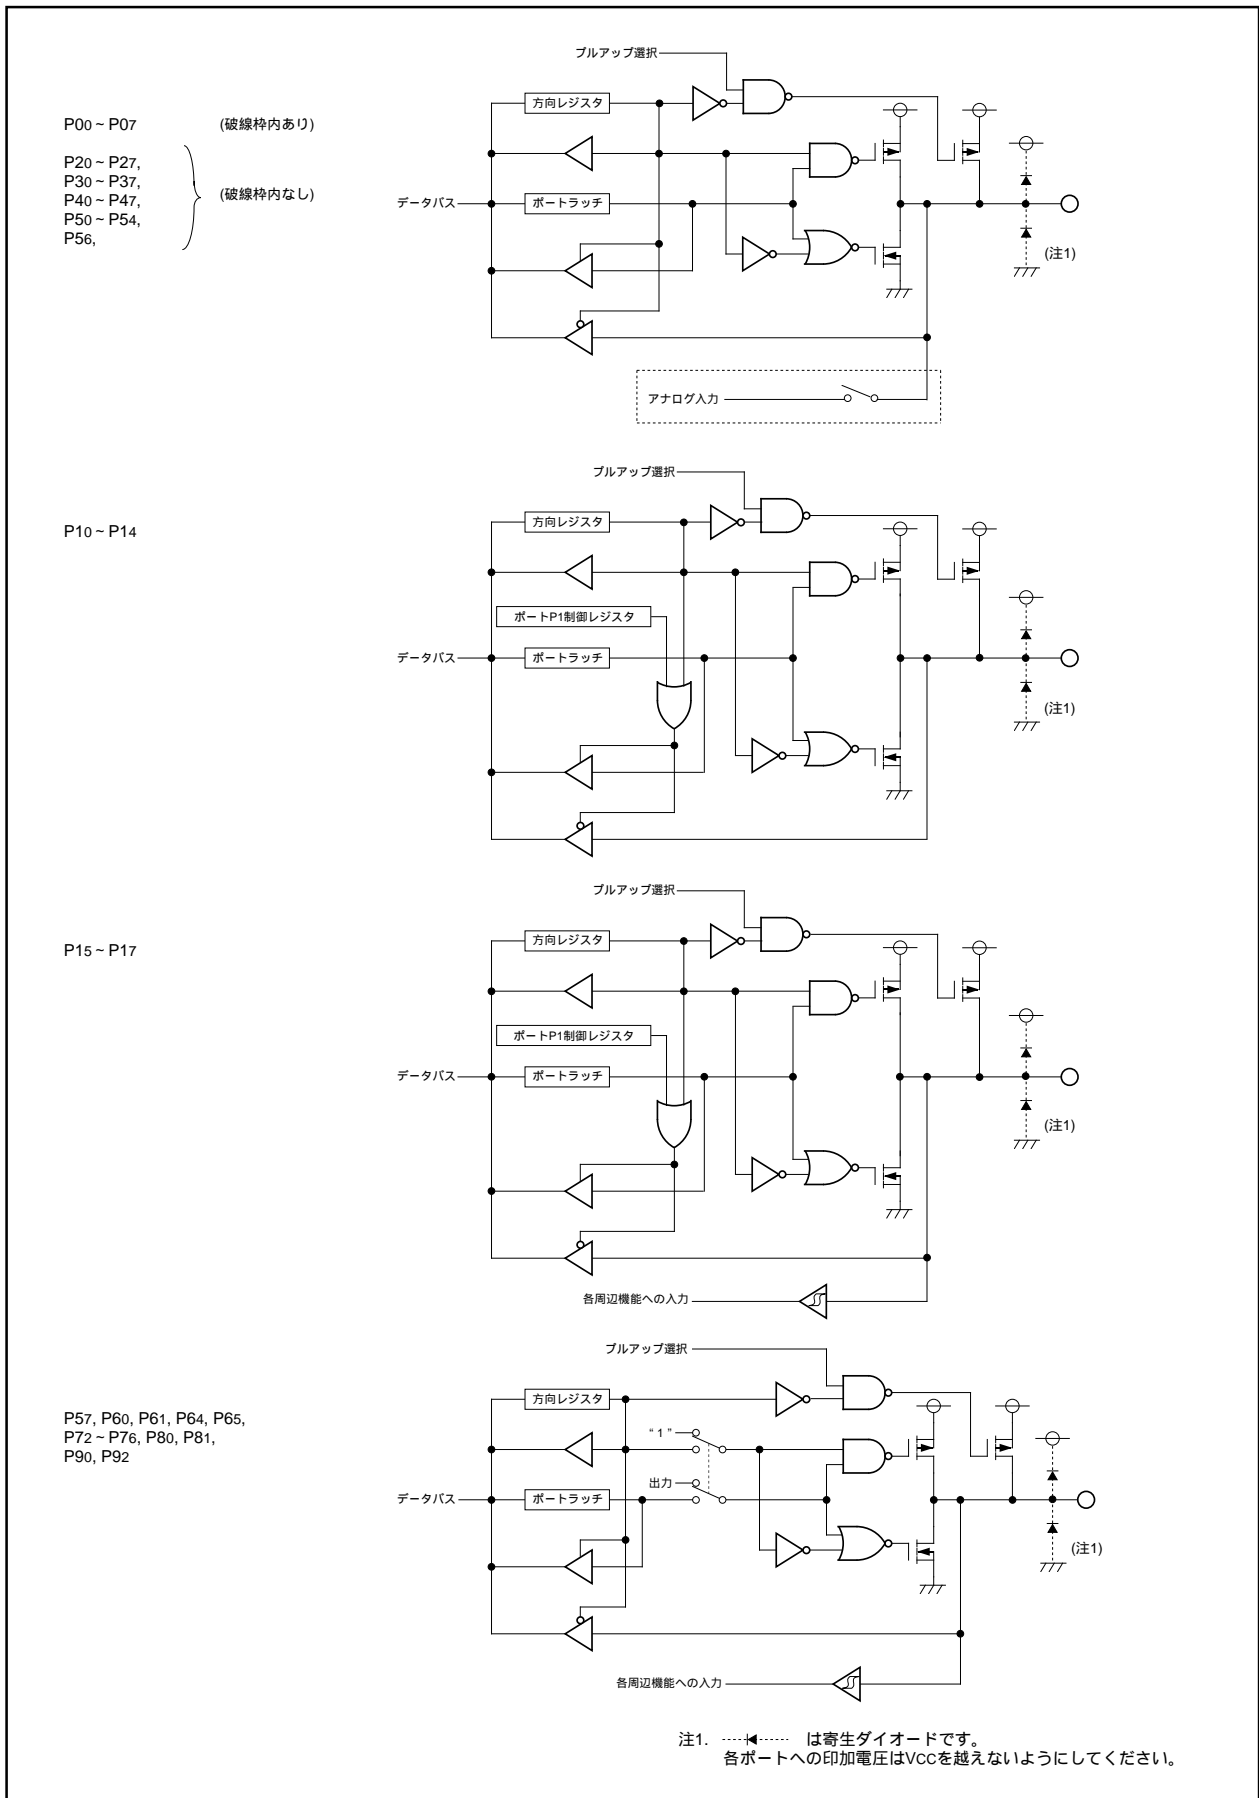 プルアップ選択
方向レジスタ
P00 ~ P07 (破線枠内あり)
P20 ~ P27,
P30 ~ P37,
P40 ~ P47,
P50 ~ P54,
P56,
(破線枠内なし)
データバス
ポートラッチ
(注1)
アナログ入力
プルアップ選択
P10 ~ P14
方向レジスタ
ポートP1制御レジスタ
データバス
ポートラッチ
(注1)
プルアップ選択
P15 ~ P17
方向レジスタ
ポートP1制御レジスタ
データバス
ポートラッチ
(注1)
各周辺機能への入力
プルアップ選択
方向レジスタ
P57, P60, P61, P64, P65,
P72 ~ P76, P80, P81,
P90, P92
“1”
出力
データバス
ポートラッチ
(注1)
各周辺機能への入力
注1. は寄生ダイオードです。
各ポートへの印加電圧はVCCを越えないようにしてください。